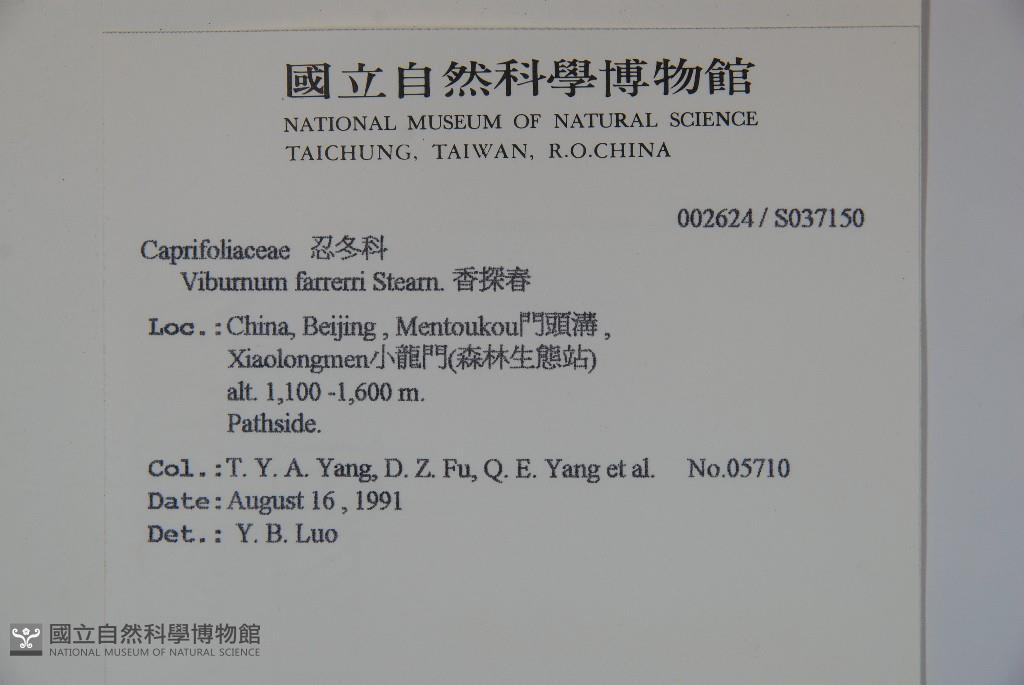 國立自然科學博物館
NATIONAL MUSEUM OF NATURAL SCIENCE
TAICHUNG, TAIWAN, R.O.CHINA
002624 / S037150
Caprifoliaceae 忍冬科
Viburnum farrerri Stearn. 香探春
Loc.: China, Beijing , Mentoukou門頭溝 ,
Xiaolongmen小龍門(森林生態站)
alt. 1,100 -1,600 m.
Pathside.
Col.: T. Y. A. Yang, D. Z. Fu, Q. E. Yang et al. No.05710
Date: August 16 , 1991
Det.: Y. B. Luo
國立自然科學博物館
NATIONAL MUSEUM OF NATURAL SCIENCE